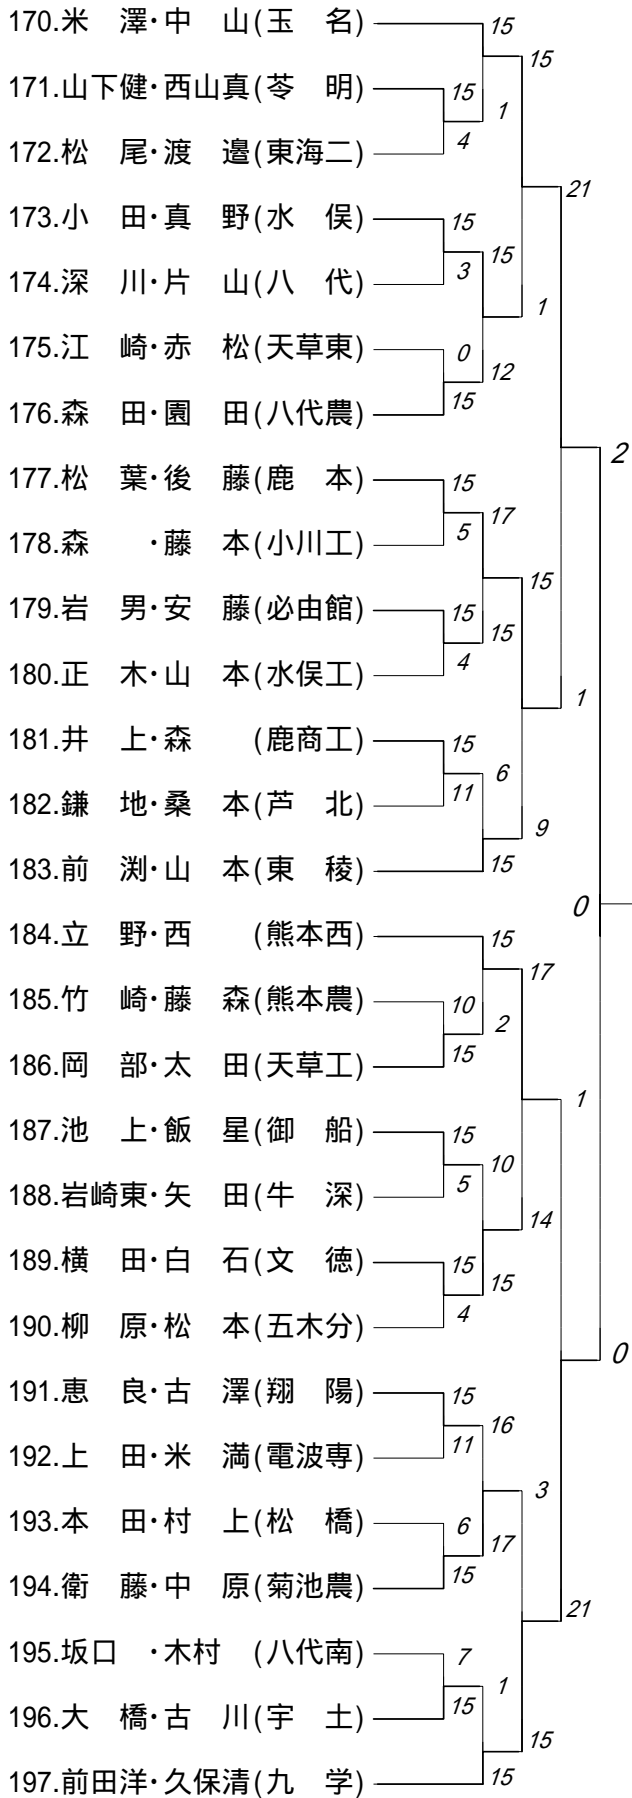 170.米　澤・中　山(玉　名)
15
15
171.山下健・西山真(苓　明)
15
1
172.松　尾・渡　邉(東海二)
4
21
173.小　田・真　野(水　俣)
15
15
174.深　川・片　山(八　代)
3
1
175.江　崎・赤　松(天草東)
0
12
176.森　田・園　田(八代農)
15
2
177.松　葉・後　藤(鹿　本)
15
17
178.森　　・藤　本(小川工)
5
15
179.岩　男・安　藤(必由館)
15
15
180.正　木・山　本(水俣工)
4
1
181.井　上・森　　(鹿商工)
15
6
182.鎌　地・桑　本(芦　北)
11
9
183.前　渕・山　本(東　稜)
15
0
184.立　野・西　　(熊本西)
15
17
185.竹　崎・藤　森(熊本農)
10
2
186.岡　部・太　田(天草工)
15
1
187.池　上・飯　星(御　船)
15
10
188.岩崎東・矢　田(牛　深)
5
14
189.横　田・白　石(文　徳)
15
15
190.柳　原・松　本(五木分)
4
0
191.恵　良・古　澤(翔　陽)
15
16
192.上　田・米　満(電波専)
11
3
193.本　田・村　上(松　橋)
6
17
194.衛　藤・中　原(菊池農)
15
21
195.坂口　・木村　(八代南)
7
1
196.大　橋・古　川(宇　土)
15
15
197.前田洋・久保清(九　学)
15